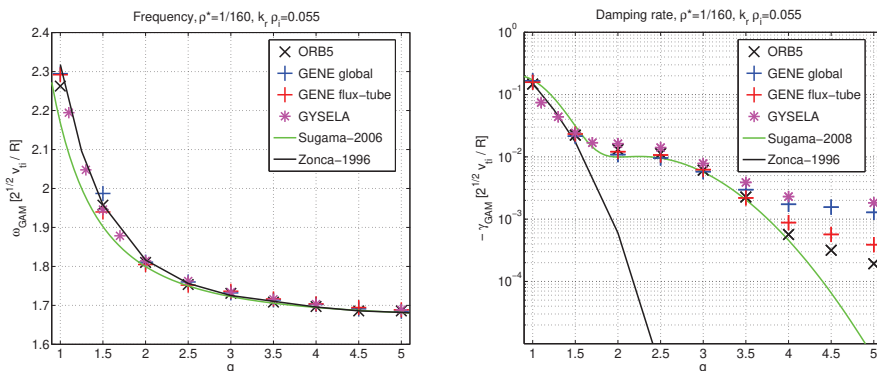 Frequency, ρ*=1/160, k_r ρ_i=0.055
ω_GAM [2^1/2 v_ti / R]
2.4
2.3
2.2
2.1
2
1.9
1.8
1.7
1.6
1
1.5
2
2.5
3
3.5
4
4.5
5
q
ORB5
GENE global
GENE flux-tube
GYSELA
Sugama-2006
Zonca-1996
Damping rate, ρ*=1/160, k_r ρ_i=0.055
- γ_GAM [2^1/2 v_ti / R]
10^0
10^-1
10^-2
10^-3
10^-4
1
1.5
2
2.5
3
3.5
4
4.5
5
q
ORB5
GENE global
GENE flux-tube
GYSELA
Sugama-2008
Zonca-1996